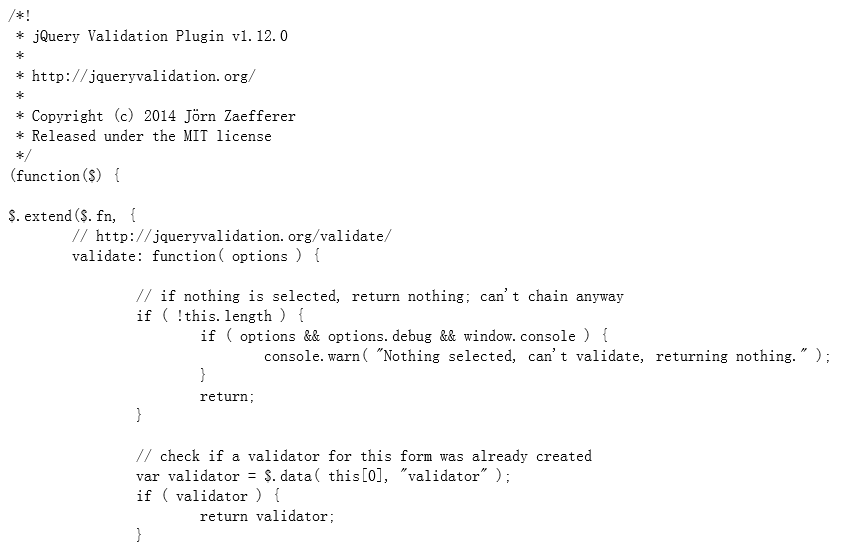 /*!
 * jQuery Validation Plugin v1.12.0
 *
 * http://jqueryvalidation.org/
 *
 * Copyright (c) 2014 Jörn Zaefferer
 * Released under the MIT license
 */
(function($) {

$.extend($.fn, {
	// http://jqueryvalidation.org/validate/
	validate: function( options ) {

		// if nothing is selected, return nothing; can't chain anyway
		if ( !this.length ) {
			if ( options && options.debug && window.console ) {
				console.warn( "Nothing selected, can't validate, returning nothing." );
			}
			return;
		}

		// check if a validator for this form was already created
		var validator = $.data( this[0], "validator" );
		if ( validator ) {
			return validator;
		}